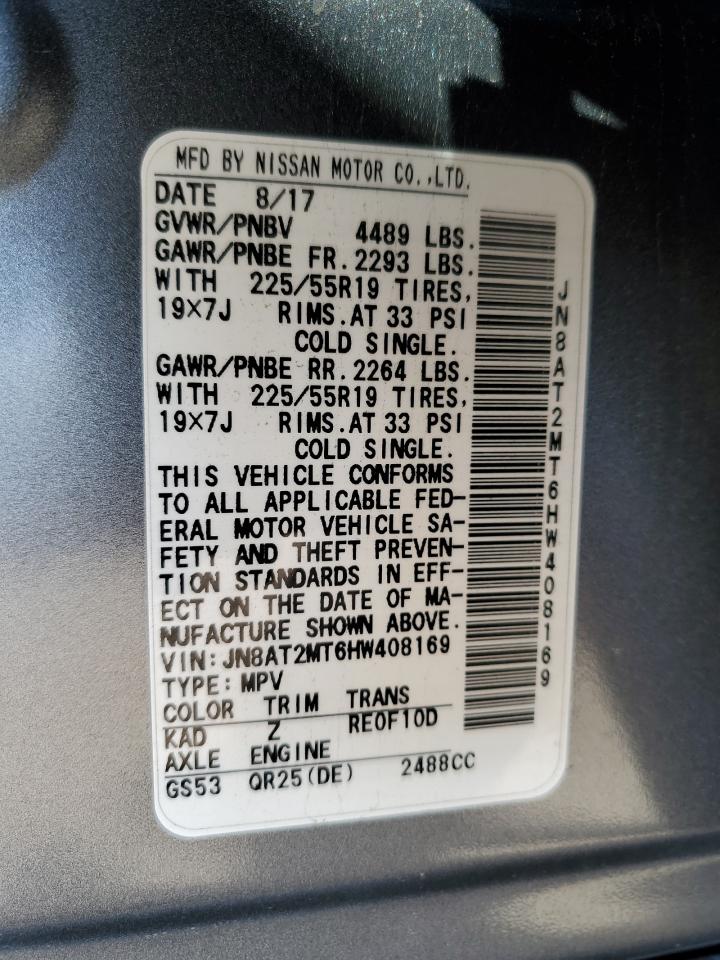 MFD BY NISSAN MOTOR CO.,LTD.
DATE 8/17
GVWR/PNBV 4489 LBS.
GAWR/PNBE FR.2293 LBS.
WITH 225/55R19 TIRES,
19×7J RIMS.AT 33 PSI
COLD SINGLE.
GAWR/PNBE RR.2264 LBS.
WITH 225/55R19 TIRES,
19×7J RIMS.AT 33 PSI
COLD SINGLE.
THIS VEHICLE CONFORMS
TO ALL APPLICABLE FED-
ERAL MOTOR VEHICLE SA-
FETY AND THEFT PREVEN-
TION STANDARDS IN EFF-
ECT ON THE DATE OF MA-
NUFACTURE SHOWN ABOVE.
VIN:JN8AT2MT6HW408169
TYPE:MPV
COLOR TRIM TRANS
KAD Z RE0F10D
AXLE ENGINE
GS53 QR25(DE) 2488CC
JN8AT2MT6HW408169